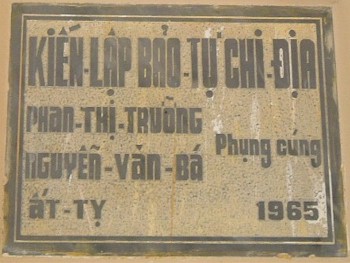 KIẾN-LẬP BẢO-TỰ CHI-ĐỊA
PHAN-THỊ-TRƯỜNG
NGUYỄN-VĂN-BÁ
Phụng cúng
ẤT-TỴ 1965